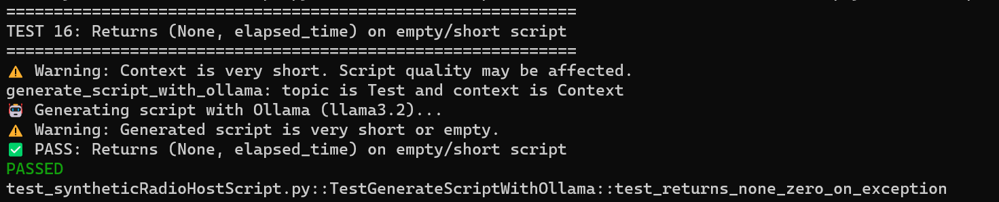 ============================================================
TEST 16: Returns (None, elapsed_time) on empty/short script
============================================================
⚠️ Warning: Context is very short. Script quality may be affected.
generate_script_with_ollama: topic is Test and context is Context
🤖 Generating script with Ollama (llama3.2)...
⚠️ Warning: Generated script is very short or empty.
✅ PASS: Returns (None, elapsed_time) on empty/short script
PASSED
test_syntheticRadioHostScript.py::TestGenerateScriptWithOllama::test_returns_none_zero_on_exception